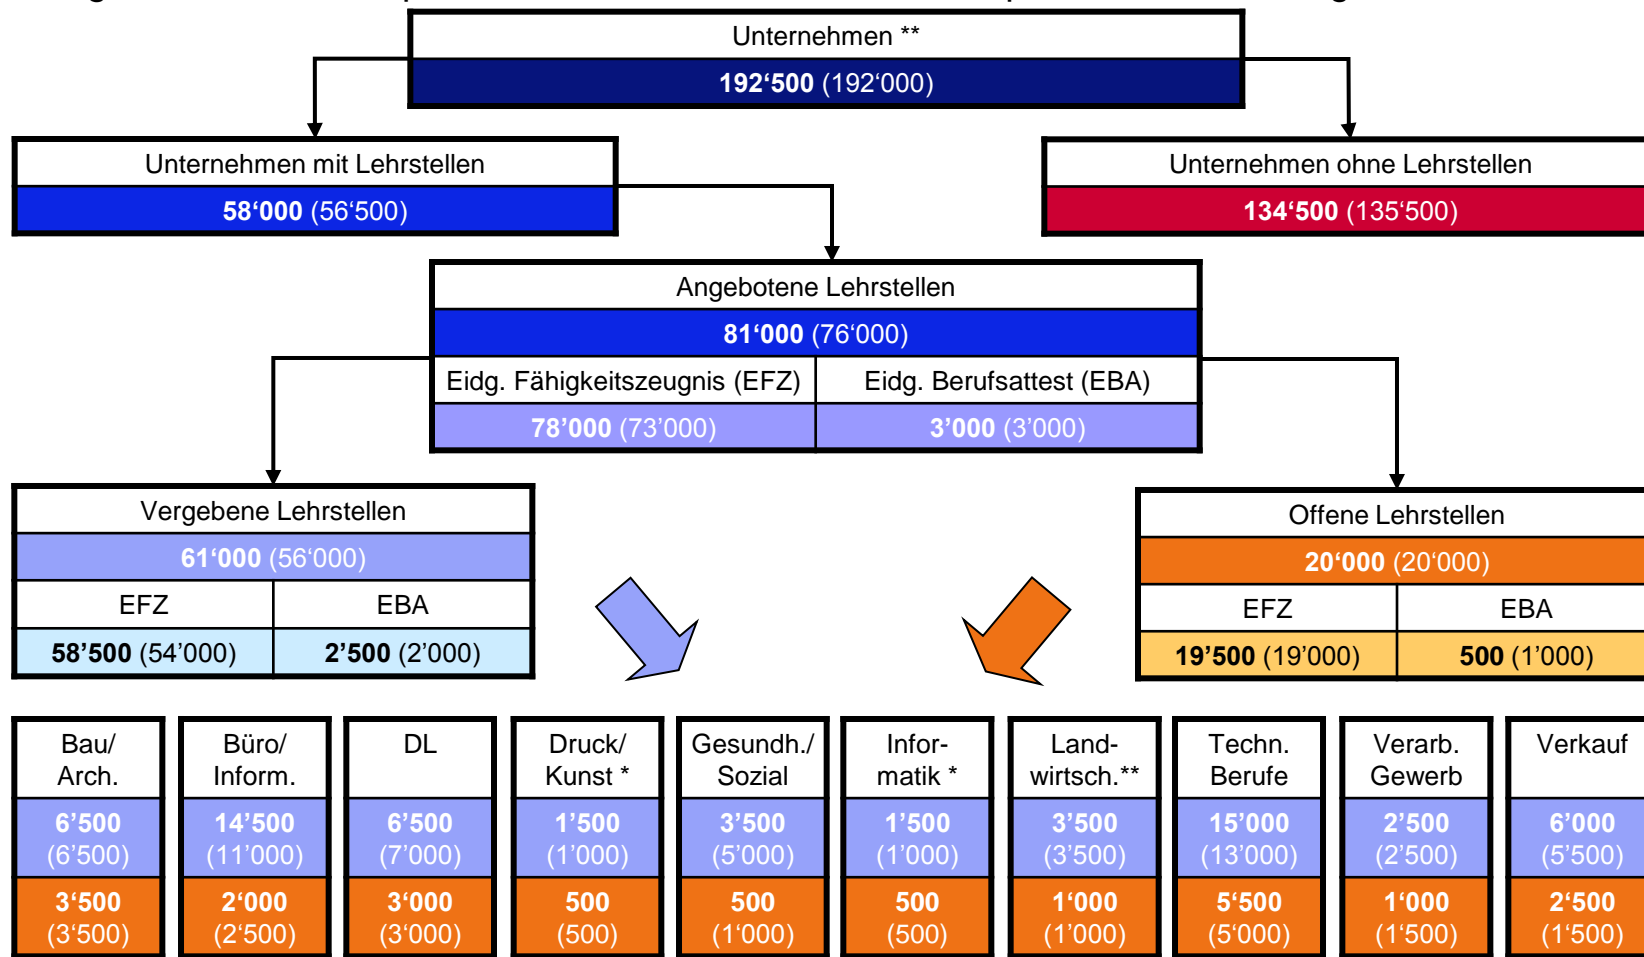 Unternehmen **
192‘500 (192‘000)
Unternehmen mit Lehrstellen
58‘000 (56‘500)
Unternehmen ohne Lehrstellen
134‘500 (135‘500)
Angebotene Lehrstellen
81‘000 (76‘000)
Eidg. Fähigkeitszeugnis (EFZ) Eidg. Berufsattest (EBA)
78’000 (73’000) 3’000 (3’000)
Vergebene Lehrstellen
61‘000 (56‘000)
EFZ EBA
58’500 (54’000) 2’500 (2’000)
Offene Lehrstellen
20‘000 (20‘000)
EFZ EBA
19’500 (19’000) 500 (1’000)
Bau/
Arch.
6’500
(6’500)
3‘500
(3’500)
Büro/
Inform.
14’500
(11’000)
2‘000
(2’500)
DL
6’500
(7’000)
3‘000
(3’000)
Druck/
Kunst *
1’500
(1’000)
500
(500)
Gesundh./
Sozial
3’500
(5’000)
500
(1‘000)
Infor-
matik *
1’500
(1’000)
500
(500)
Land-
wirtsch.**
3’500
(3’500)
1‘000
(1’000)
Techn.
Berufe
15’000
(13’000)
5’500
(5’000)
Verarb.
Gewerb
2’500
(2’500)
1‘000
(1’500)
Verkauf
6’000
(5’500)
2‘500
(1’500)